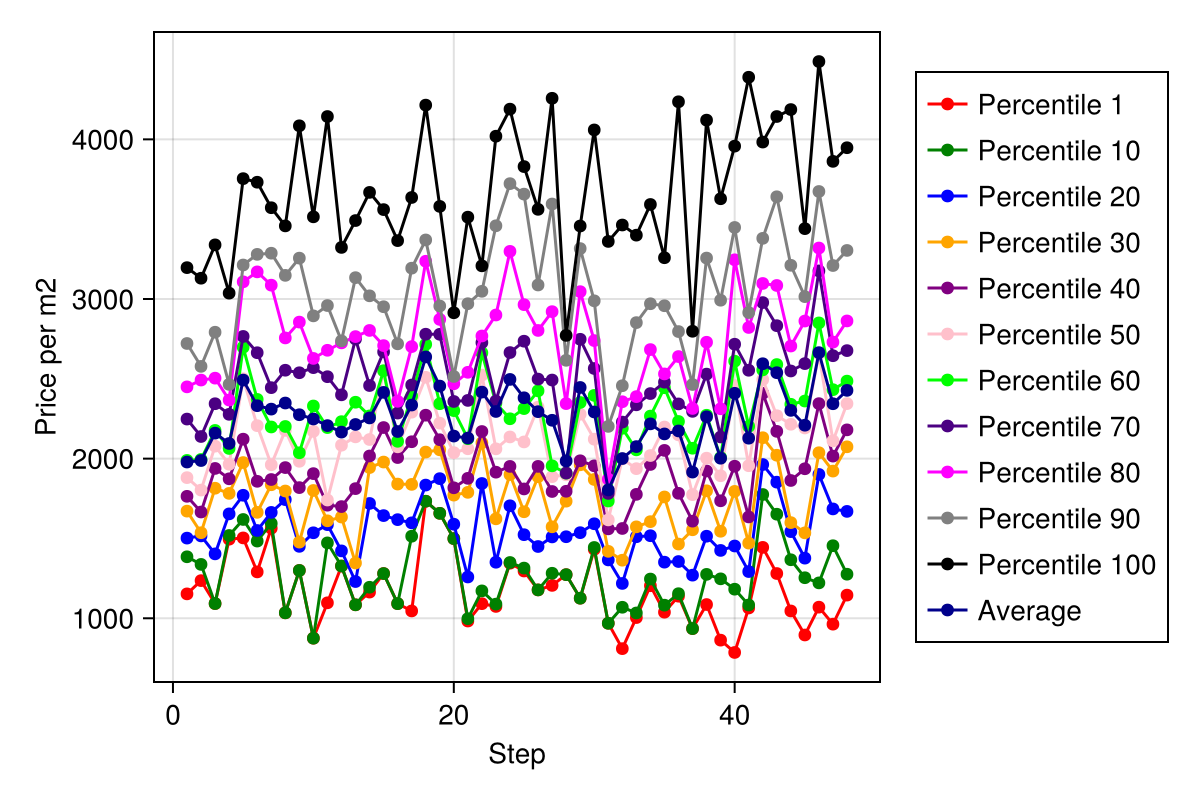 Price per m2
4000
3000
2000
1000
0
20
40
Step
Percentile 1
Percentile 10
Percentile 20
Percentile 30
Percentile 40
Percentile 50
Percentile 60
Percentile 70
Percentile 80
Percentile 90
Percentile 100
Average